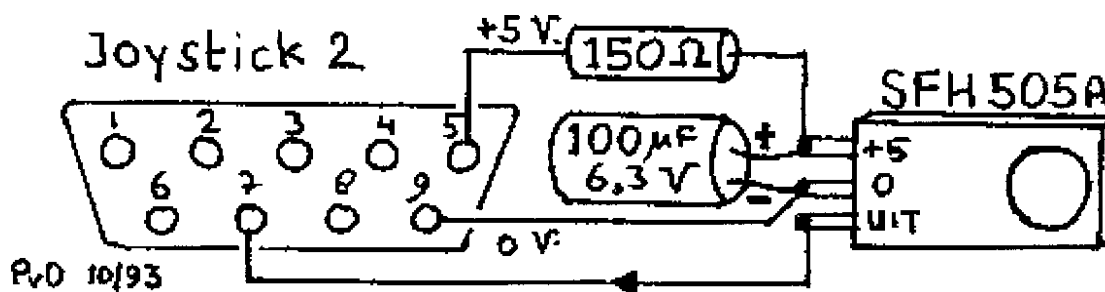 Joystick 2
+5 V.
150Ω
SFH 505A
1 2 3 4 5
6 7 8 9
100µF
6.3 V
+
-
+5
0
UIT
0 V.
PvD 10/93